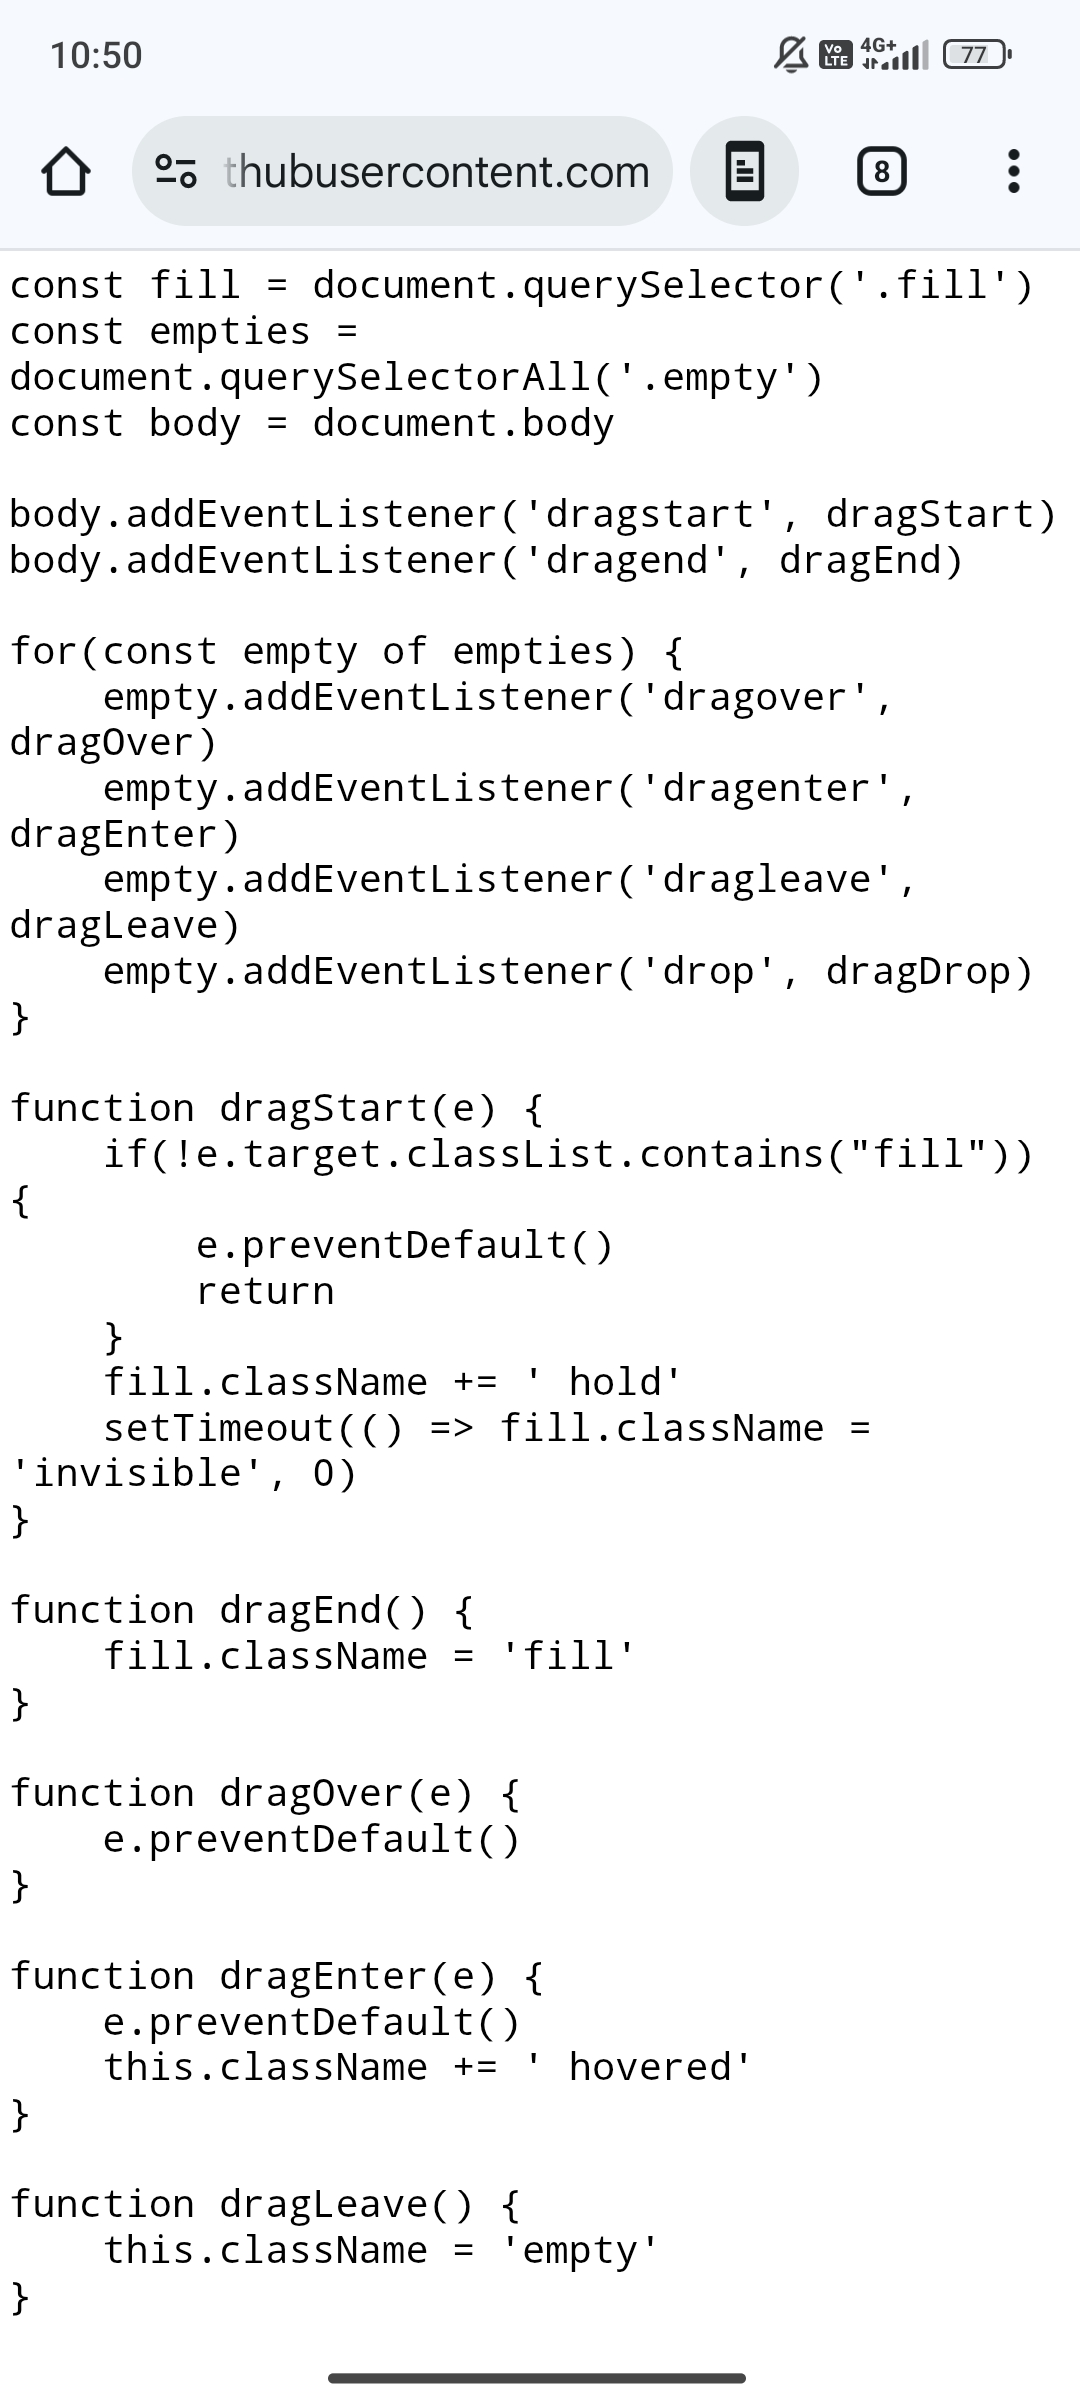 10:50
Vo LTE 4G+ 77
thubusercontent.com 8
const fill = document.querySelector('.fill')
const empties =
document.querySelectorAll('.empty')
const body = document.body

body.addEventListener('dragstart', dragStart)
body.addEventListener('dragend', dragEnd)

for(const empty of empties) {
    empty.addEventListener('dragover',
dragOver)
    empty.addEventListener('dragenter',
dragEnter)
    empty.addEventListener('dragleave',
dragLeave)
    empty.addEventListener('drop', dragDrop)
}

function dragStart(e) {
    if(!e.target.classList.contains("fill"))
{
        e.preventDefault()
        return
    }
    fill.className += ' hold'
    setTimeout(() => fill.className =
'invisible', 0)
}

function dragEnd() {
    fill.className = 'fill'
}

function dragOver(e) {
    e.preventDefault()
}

function dragEnter(e) {
    e.preventDefault()
    this.className += ' hovered'
}

function dragLeave() {
    this.className = 'empty'
}